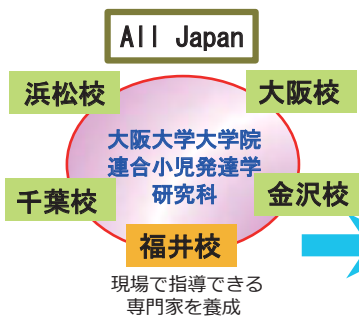 All Japan
浜松校
大阪校
大阪大学大学院
連合小児発達学
研究科
千葉校
金沢校
福井校
現場で指導できる
専門家を養成